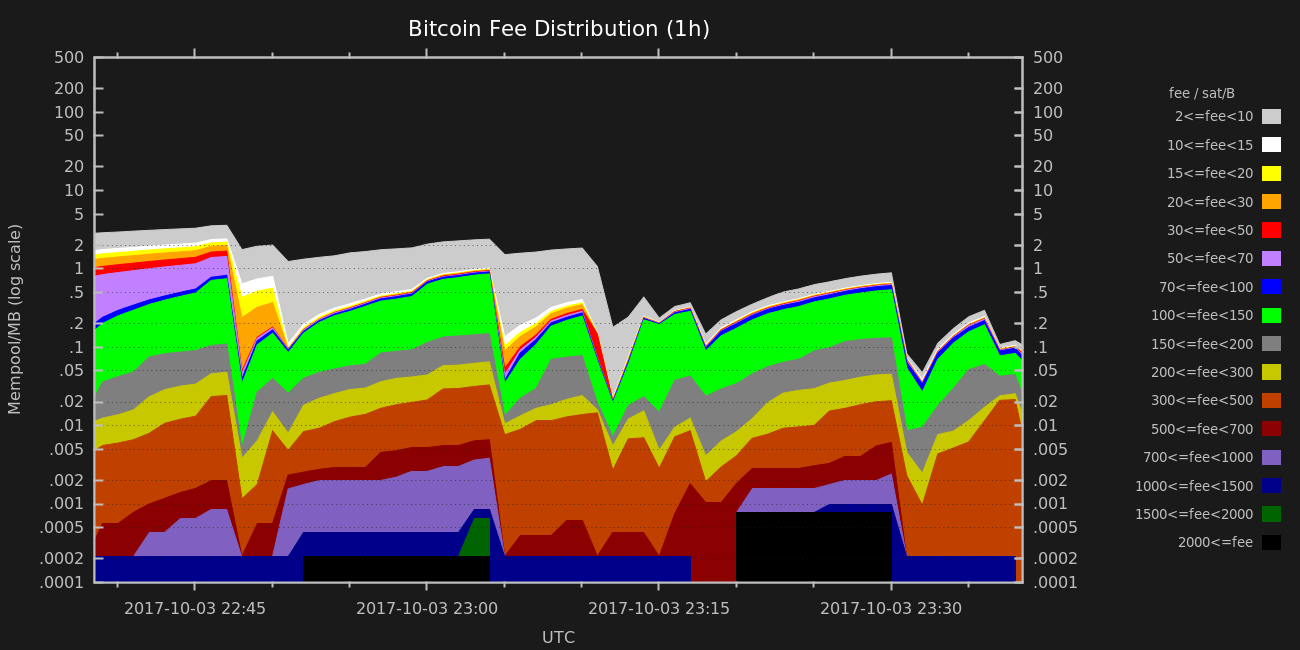 Bitcoin Fee Distribution (1h)
Mempool/MB (log scale)
500
200
100
50
20
10
5
2
1
.5
.2
.1
.05
.02
.01
.005
.002
.001
.0005
.0002
.0001
500
200
100
50
20
10
5
2
1
.5
.2
.1
.05
.02
.01
.005
.002
.001
.0005
.0002
.0001
2017-10-03 22:45
2017-10-03 23:00
2017-10-03 23:15
2017-10-03 23:30
UTC
fee / sat/B
2<=fee<10
10<=fee<15
15<=fee<20
20<=fee<30
30<=fee<50
50<=fee<70
70<=fee<100
100<=fee<150
150<=fee<200
200<=fee<300
300<=fee<500
500<=fee<700
700<=fee<1000
1000<=fee<1500
1500<=fee<2000
2000<=fee